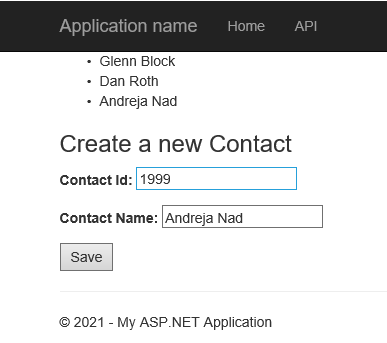 Application name Home API
• Glenn Block
• Dan Roth
• Andreja Nad
Create a new Contact
Contact Id: 1999
Contact Name: Andreja Nad
Save
© 2021 - My ASP.NET Application